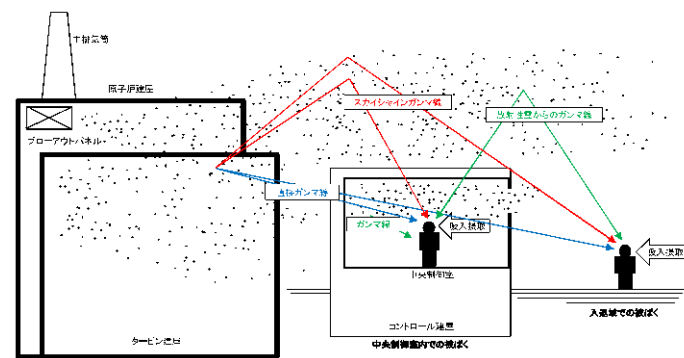 主排気筒
原子炉建屋
ブローアウトパネル
スカイシャインガンマ線
放射性雲からのガンマ線
直接ガンマ線
ガンマ線
吸入摂取
吸入摂取
中央制御室
入退域での被ばく
コントロール建屋
タービン建屋
中央制御室内での被ばく